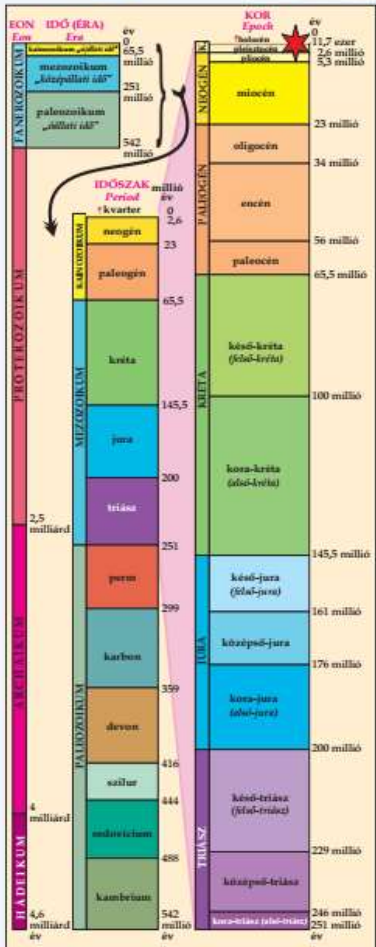 EON
Eon
IDŐ (ÉRA)
Era
év
0
65,5
millió
251
millió
542
millió
2,5
milliárd
4
milliárd
4,6
milliárd
év
FANEROZOIKUM
PROTEROZOIKUM
ARCHAIKUM
HÁDEIKUM
kainozoikum „újállati idő”
mezozoikum
„középállati idő”
paleozoikum
„óállati idő”
IDŐSZAK
Period
millió
év
kvarter
2,6
neogén
23
paleogén
65,5
kréta
145,5
jura
200
triász
251
perm
299
karbon
359
devon
416
szilur
444
ordovícium
488
kambrium
542
millió
év
KAINOZOIKUM
MEZOZOIKUM
PALEOZOIKUM
KOR
Epoch
év
0
holocén
11,7 ezer
pleisztocén
2,6 millió
pliocén
5,3 millió
miocén
23 millió
oligocén
34 millió
eocén
56 millió
paleocén
65,5 millió
késő-kréta
(felső-kréta)
100 millió
kora-kréta
(alsó-kréta)
145,5 millió
késő-jura
(felső-jura)
161 millió
középső-jura
176 millió
kora-jura
(alsó-jura)
200 millió
késő-triász
(felső-triász)
229 millió
középső-triász
246 millió
kora-triász (alsó-triász)
251 millió
év
K.
NEOGÉN
PALEOGÉN
KRÉTA
JURA
TRIÁSZ